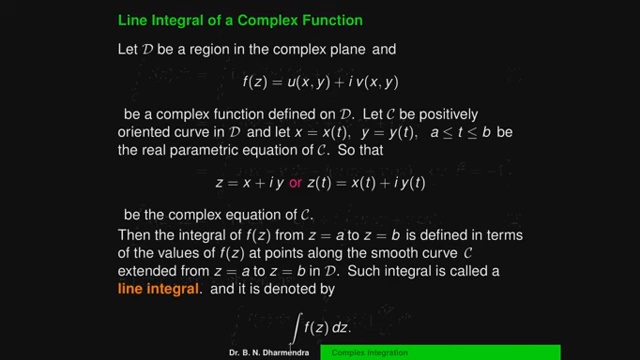 Line Integral of a Complex Function
Let D be a region in the complex plane and
f(z) = u(x, y) + i v(x, y)
be a complex function defined on D. Let C be positively
oriented curve in D and let x = x(t), y = y(t), a ≤ t ≤ b be
the real parametric equation of C. So that
z = x + i y or z(t) = x(t) + i y(t)
be the complex equation of C.
Then the integral of f(z) from z = a to z = b is defined in terms
of the values of f(z) at points along the smooth curve C
extended from z = a to z = b in D. Such integral is called a
line integral. and it is denoted by
∫ f(z) dz.
Dr. B. N. Dharmendra Complex Integration